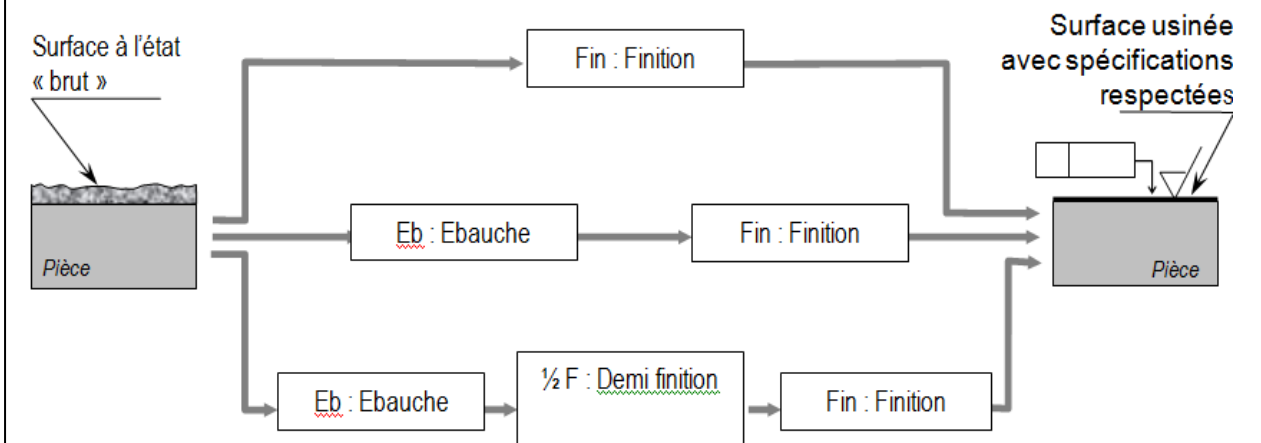 Surface à l'état
« brut »
Fin : Finition
Surface usinée
avec spécifications
respectées
Eb : Ebauche
Fin : Finition
Pièce
Pièce
Eb : Ebauche
½ F : Demi finition
Fin : Finition